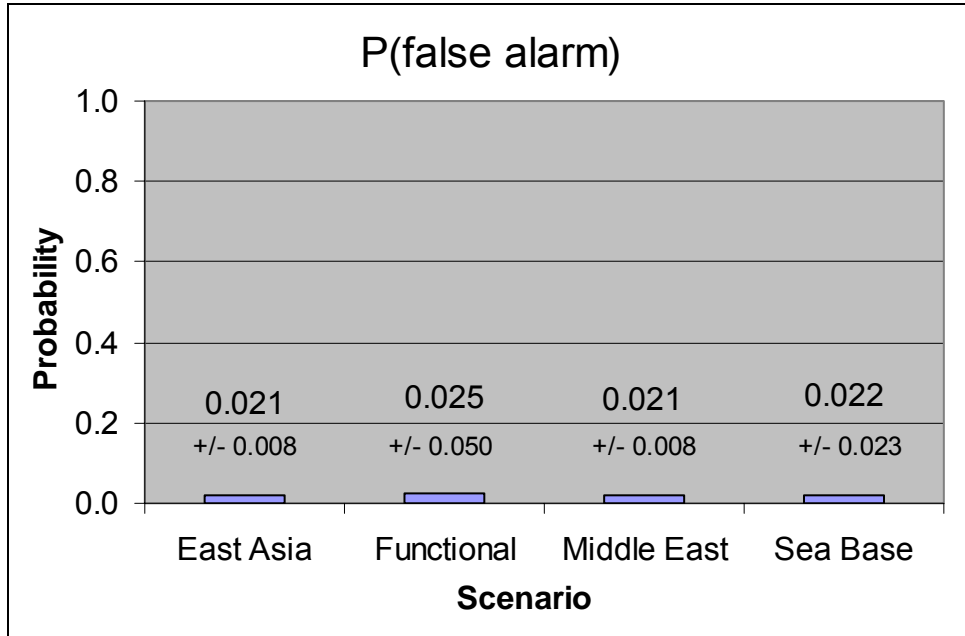 P(false alarm)
1.0
0.8
0.6
0.4
0.2
0.0
Probability
0.021 0.025 0.021 0.022
+/- 0.008 +/- 0.050 +/- 0.008 +/- 0.023
East Asia Functional Middle East Sea Base
Scenario